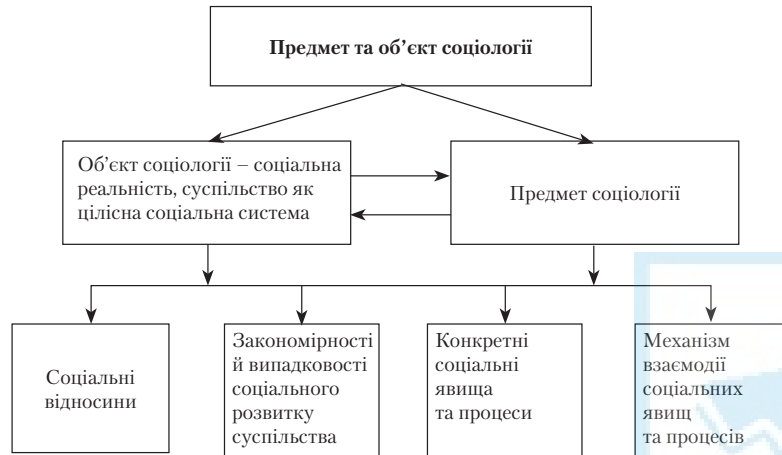 Предмет та об’єкт соціології
Об’єкт соціології – соціальна
реальність, суспільство як
цілісна соціальна система
Предмет соціології
Соціальні
відносини
Закономірності
й випадковості
соціального
розвитку
суспільства
Конкретні
соціальні
явища
та процеси
Механізм
взаємодії
соціальних
явищ
та процесів